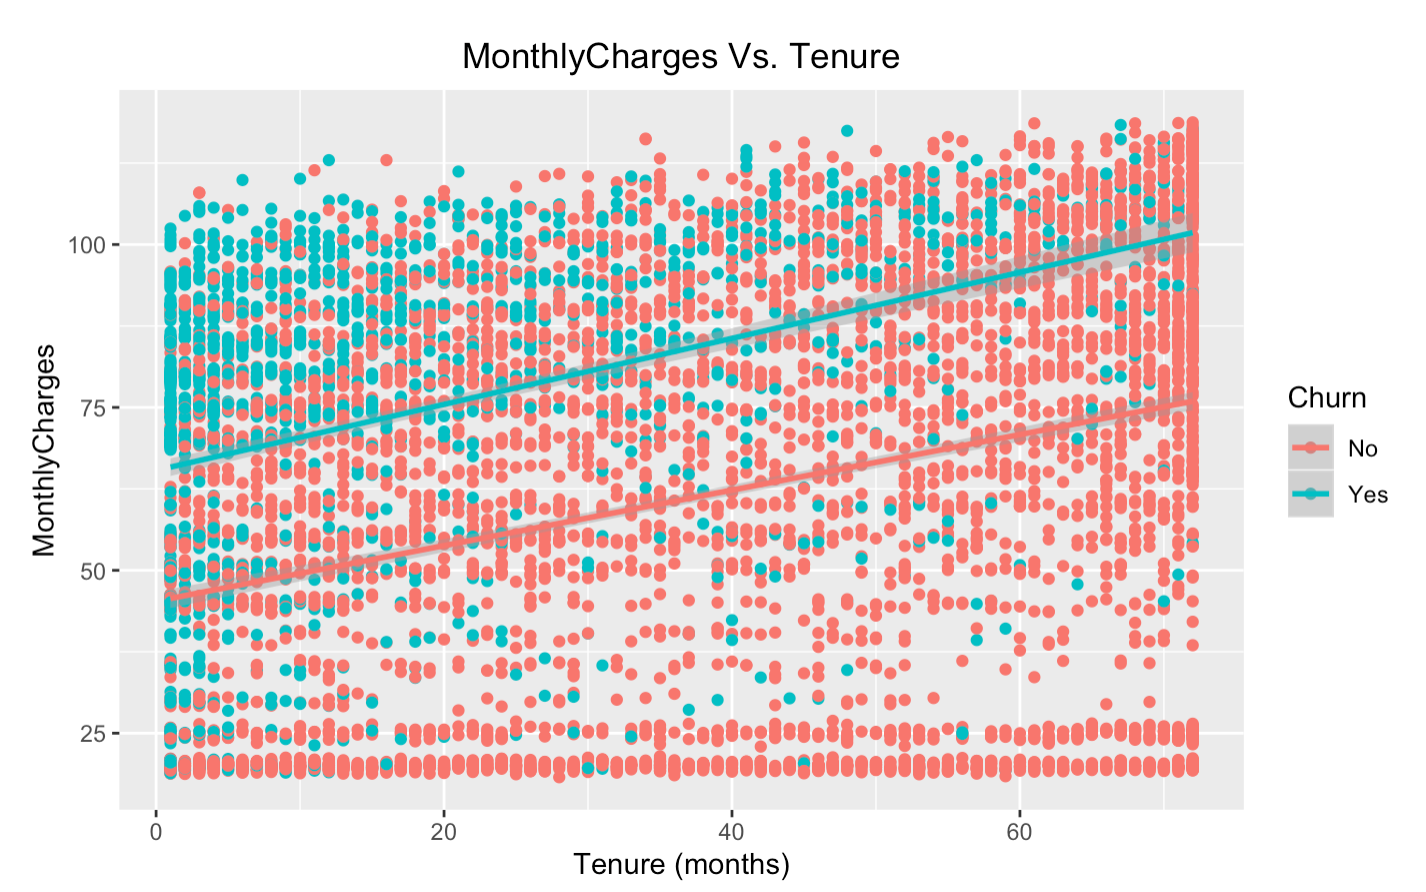 MonthlyCharges Vs. Tenure
MonthlyCharges
100
75
50
25
0 20 40 60
Tenure (months)
Churn
No
Yes